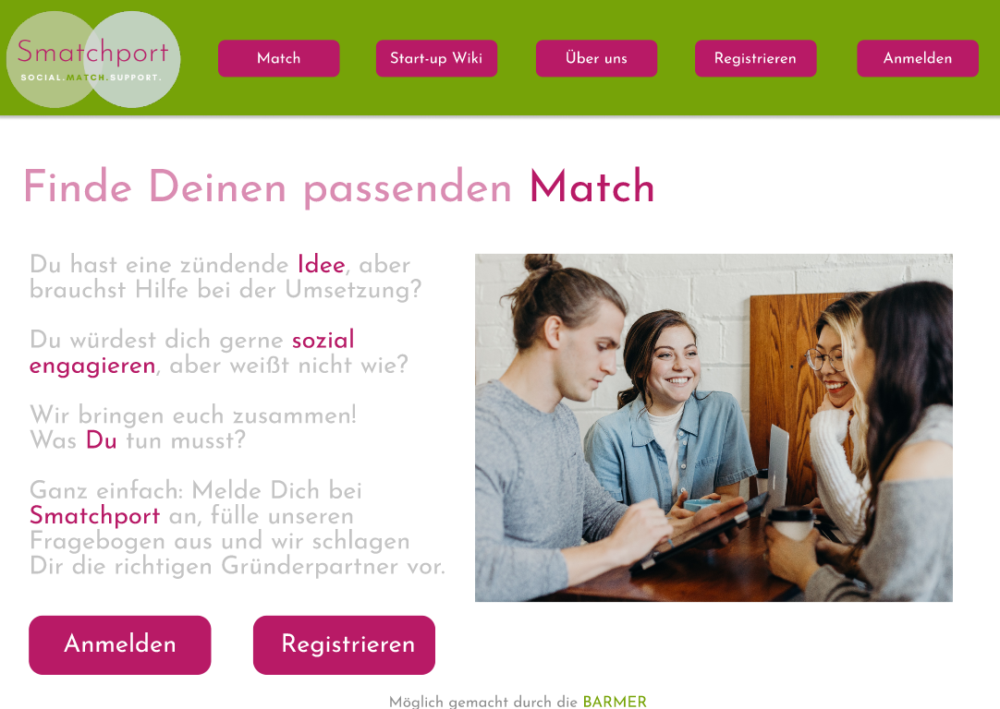 Smatchport
SOCIAL.MATCH.SUPPORT.
Match
Start-up Wiki
Über uns
Registrieren
Anmelden
Finde Deinen passenden Match
Du hast eine zündende Idee, aber
brauchst Hilfe bei der Umsetzung?
Du würdest dich gerne sozial
engagieren, aber weißt nicht wie?
Wir bringen euch zusammen!
Was Du tun musst?
Ganz einfach: Melde Dich bei
Smatchport an, fülle unseren
Fragebogen aus und wir schlagen
Dir die richtigen Gründerpartner vor.
Anmelden
Registrieren
Möglich gemacht durch die BARMER